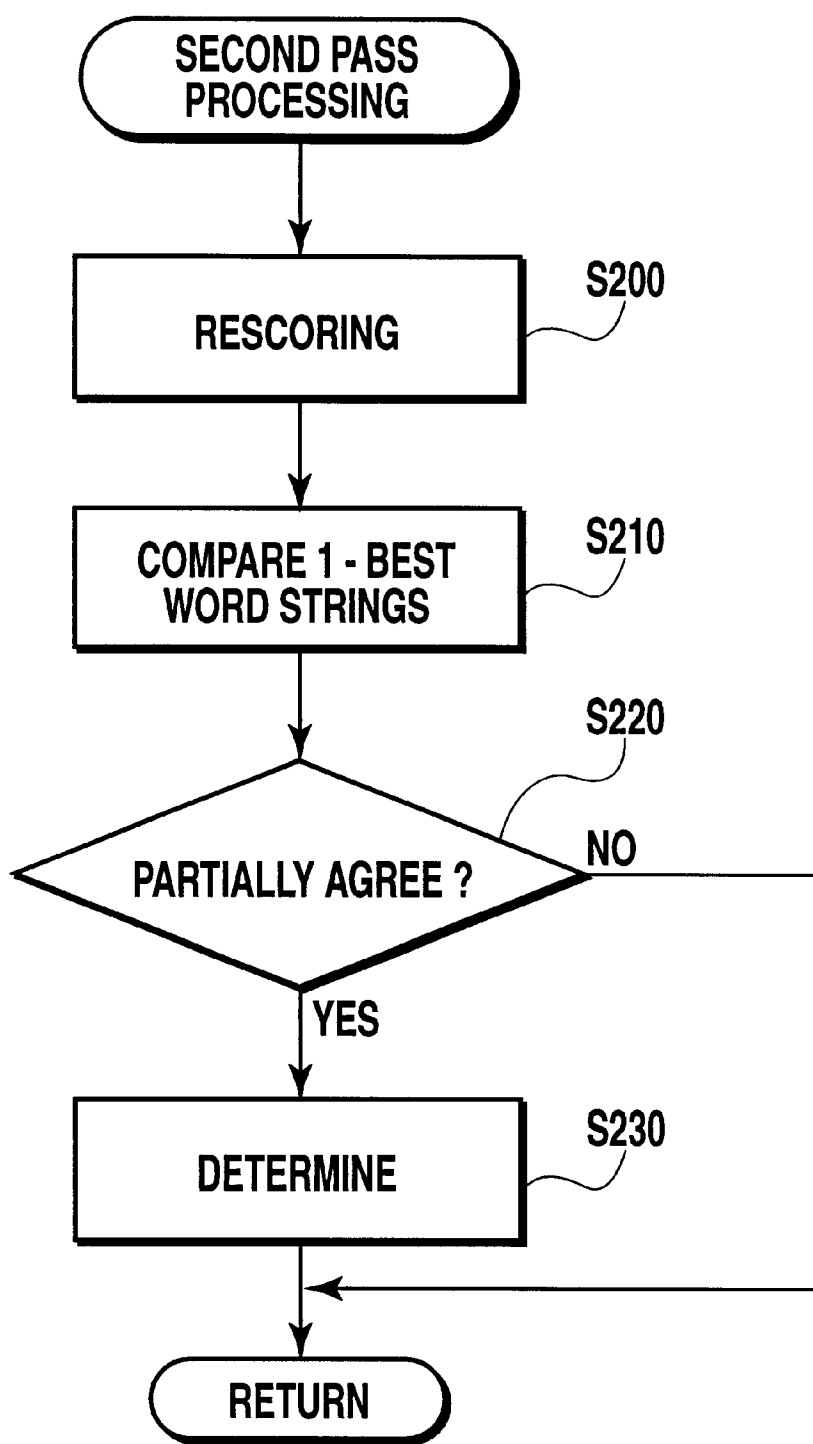 SECOND PASS
PROCESSING
RESCORING
S200
COMPARE 1 - BEST
WORD STRINGS
S210
S220
PARTIALLY AGREE ?
NO
YES
DETERMINE
S230
RETURN